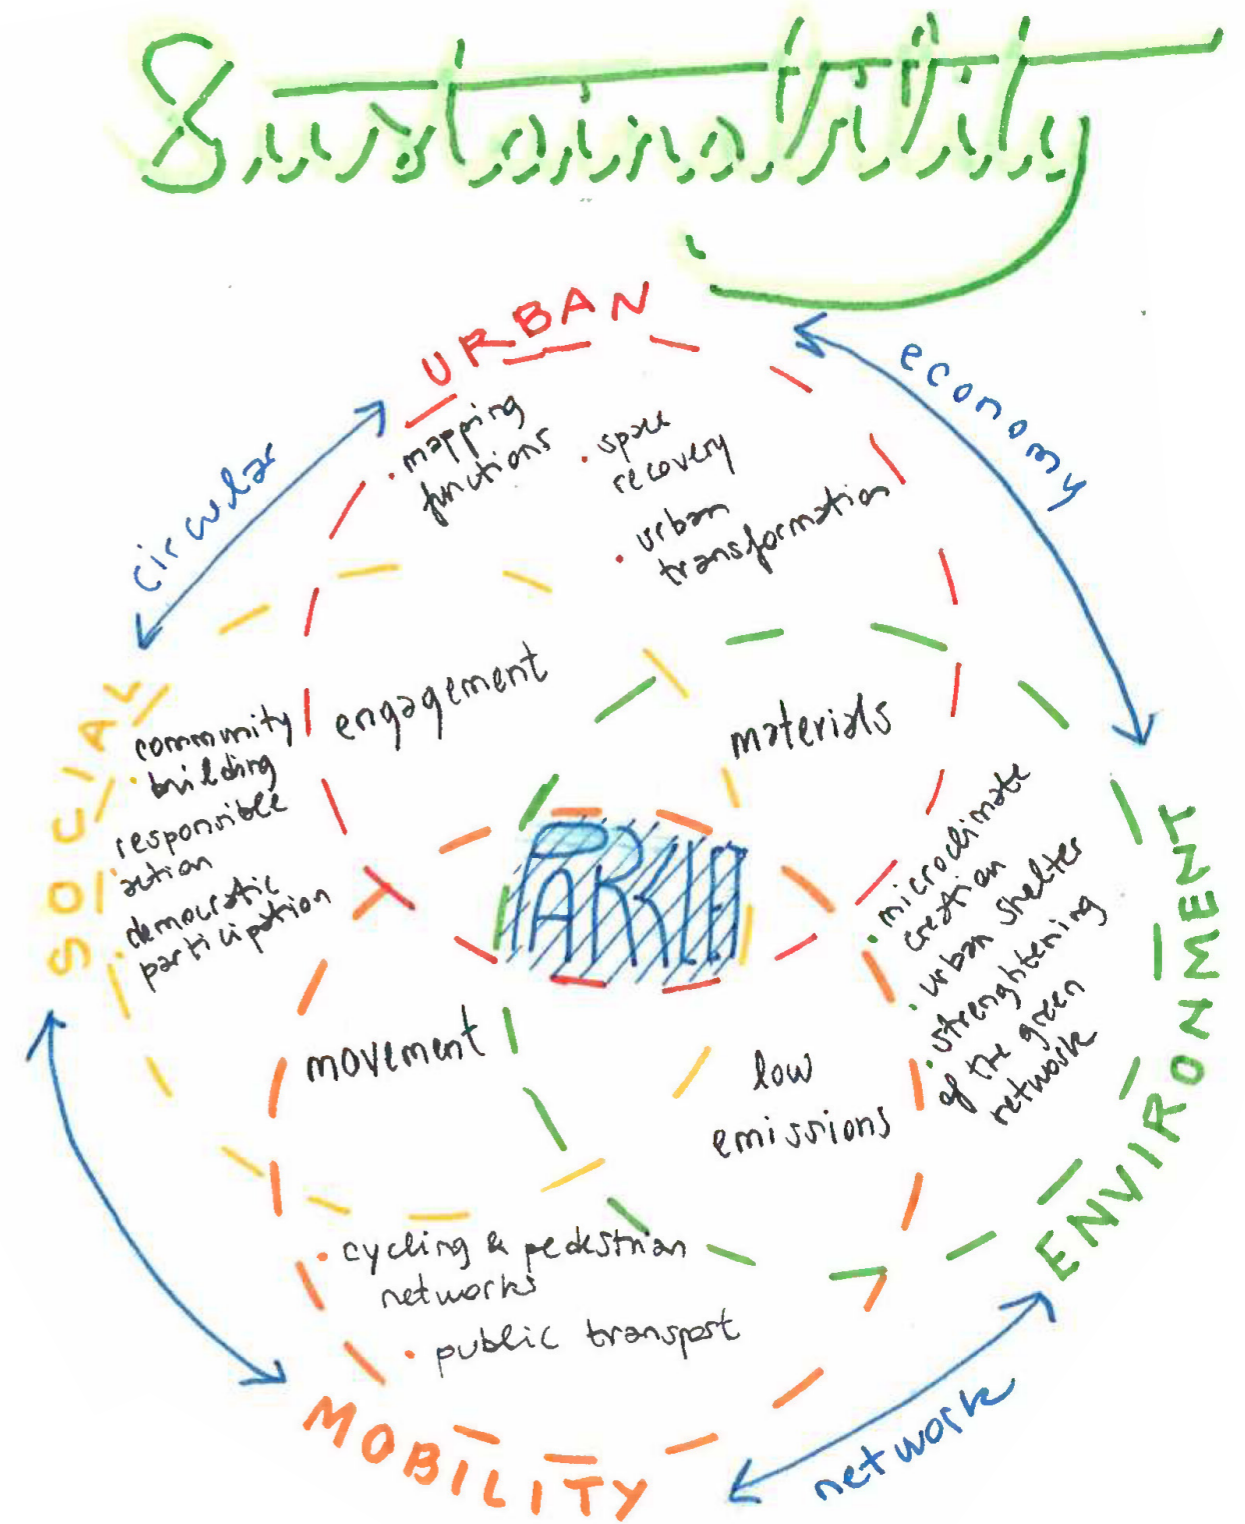 Sustainability
URBAN
circular
economy
• mapping
functions
• space
recovery
• urban
transformation
SOCIAL
community
• building
responsible
• action
• democratic
participation
engagement
materials
PARKLET
• microclimate
creation
• urban shelter
• strenghtening
of the green
network
ENVIRONMENT
movement
low
emissions
• cycling & pedestrian
networks
• public transport
MOBILITY
network